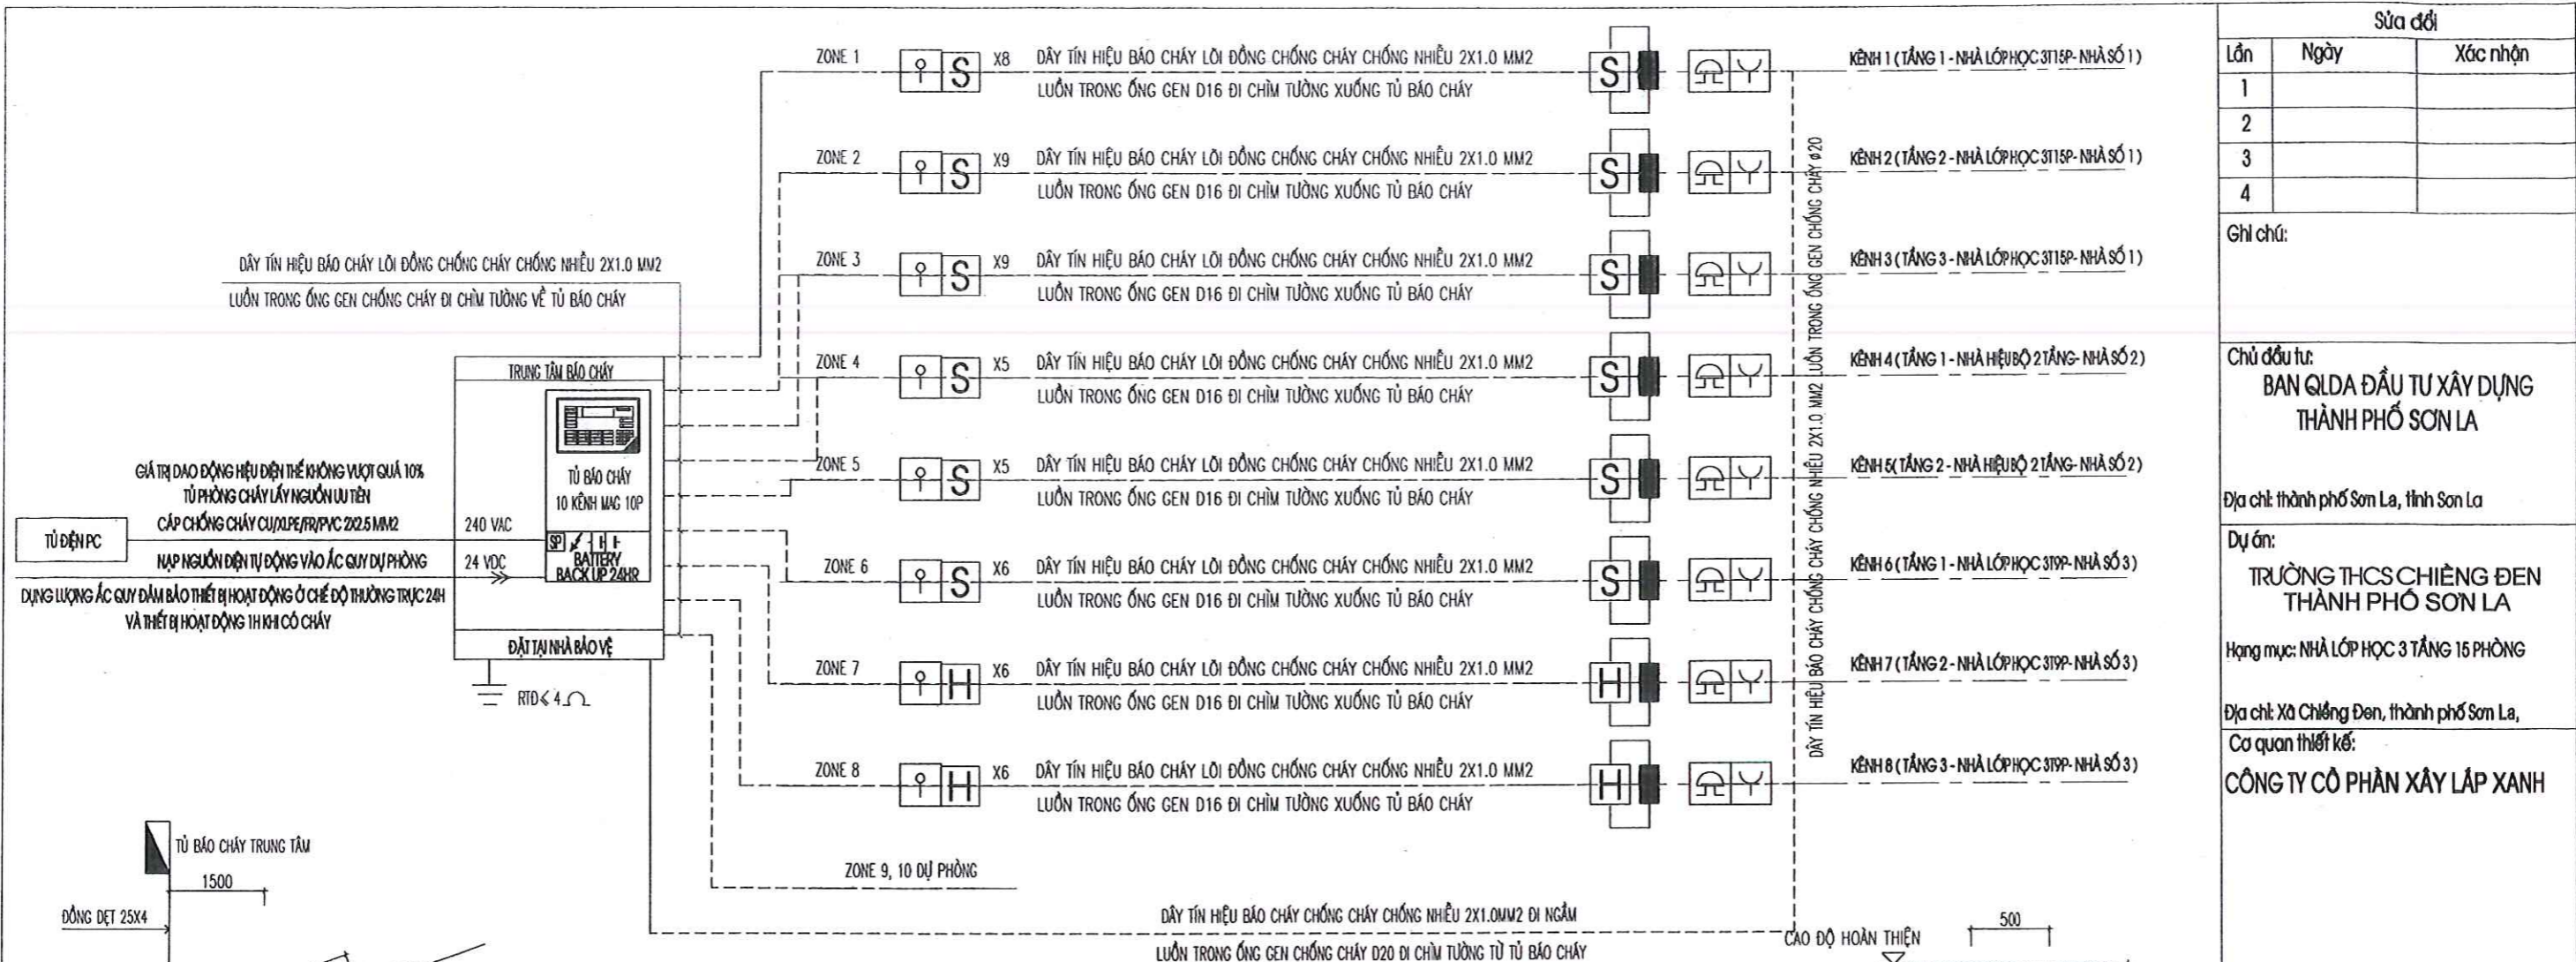 ZONE 1
X8
DÂY TÍN HIỆU BÁO CHÁY LÕI ĐỒNG CHỐNG CHÁY CHỐNG NHIỄU 2X1.0 MM2
LUỒN TRONG ỐNG GEN D16 ĐI CHÌM TƯỜNG XUỐNG TỦ BÁO CHÁY
S
S
KÊNH 1 ( TẦNG 1 - NHÀ LỚP HỌC 3T15P- NHÀ SỐ 1 )
ZONE 2
X9
DÂY TÍN HIỆU BÁO CHÁY LÕI ĐỒNG CHỐNG CHÁY CHỐNG NHIỄU 2X1.0 MM2
LUỒN TRONG ỐNG GEN D16 ĐI CHÌM TƯỜNG XUỐNG TỦ BÁO CHÁY
S
S
KÊNH 2 ( TẦNG 2 - NHÀ LỚP HỌC 3T15P- NHÀ SỐ 1 )
ZONE 3
X9
DÂY TÍN HIỆU BÁO CHÁY LÕI ĐỒNG CHỐNG CHÁY CHỐNG NHIỄU 2X1.0 MM2
LUỒN TRONG ỐNG GEN D16 ĐI CHÌM TƯỜNG XUỐNG TỦ BÁO CHÁY
S
S
KÊNH 3 ( TẦNG 3 - NHÀ LỚP HỌC 3T15P- NHÀ SỐ 1 )
ZONE 4
X5
DÂY TÍN HIỆU BÁO CHÁY LÕI ĐỒNG CHỐNG CHÁY CHỐNG NHIỄU 2X1.0 MM2
LUỒN TRONG ỐNG GEN D16 ĐI CHÌM TƯỜNG XUỐNG TỦ BÁO CHÁY
S
S
KÊNH 4 ( TẦNG 1 - NHÀ HIỆU BỘ 2 TẦNG- NHÀ SỐ 2 )
ZONE 5
X5
DÂY TÍN HIỆU BÁO CHÁY LÕI ĐỒNG CHỐNG CHÁY CHỐNG NHIỄU 2X1.0 MM2
LUỒN TRONG ỐNG GEN D16 ĐI CHÌM TƯỜNG XUỐNG TỦ BÁO CHÁY
S
S
KÊNH 5( TẦNG 2 - NHÀ HIỆU BỘ 2 TẦNG- NHÀ SỐ 2 )
ZONE 6
X6
DÂY TÍN HIỆU BÁO CHÁY LÕI ĐỒNG CHỐNG CHÁY CHỐNG NHIỄU 2X1.0 MM2
LUỒN TRONG ỐNG GEN D16 ĐI CHÌM TƯỜNG XUỐNG TỦ BÁO CHÁY
S
S
KÊNH 6 ( TẦNG 1 - NHÀ LỚP HỌC 3T9P- NHÀ SỐ 3 )
ZONE 7
X6
DÂY TÍN HIỆU BÁO CHÁY LÕI ĐỒNG CHỐNG CHÁY CHỐNG NHIỄU 2X1.0 MM2
LUỒN TRONG ỐNG GEN D16 ĐI CHÌM TƯỜNG XUỐNG TỦ BÁO CHÁY
H
H
KÊNH 7 ( TẦNG 2 - NHÀ LỚP HỌC 3T9P- NHÀ SỐ 3 )
ZONE 8
X6
DÂY TÍN HIỆU BÁO CHÁY LÕI ĐỒNG CHỐNG CHÁY CHỐNG NHIỄU 2X1.0 MM2
LUỒN TRONG ỐNG GEN D16 ĐI CHÌM TƯỜNG XUỐNG TỦ BÁO CHÁY
H
H
KÊNH 8 ( TẦNG 3 - NHÀ LỚP HỌC 3T9P- NHÀ SỐ 3 )
ZONE 9, 10 DỰ PHÒNG
DÂY TÍN HIỆU BÁO CHÁY CHỐNG CHÁY CHỐNG NHIỄU 2X1.0 MM2 LUỒN TRONG ỐNG GEN CHỐNG CHÁY Ø20
DÂY TÍN HIỆU BÁO CHÁY LÕI ĐỒNG CHỐNG CHÁY CHỐNG NHIỄU 2X1.0 MM2
LUỒN TRONG ỐNG GEN CHỐNG CHÁY ĐI CHÌM TƯỜNG VỀ TỦ BÁO CHÁY
TRUNG TÂM BÁO CHÁY
TỦ BÁO CHÁY
10 KÊNH MAG 10P
SP
BATTERY
BACK UP 24HR
240 VAC
24 VDC
ĐẶT TẠI NHÀ BẢO VỆ
RTĐ ⩽ 4 Ω
GIÁ TRỊ DAO ĐỘNG HIỆU ĐIỆN THẾ KHÔNG VƯỢT QUÁ 10%
TỦ PHÒNG CHÁY LẤY NGUỒN ƯU TIÊN
CÁP CHỐNG CHÁY CU/XLPE/FR/PVC 2X2.5 MM2
TỦ ĐIỆN PC
NẠP NGUỒN ĐIỆN TỰ ĐỘNG VÀO ẮC QUY DỰ PHÒNG
DỤNG LƯỢNG ẮC QUY ĐẢM BẢO THIẾT BỊ HOẠT ĐỘNG Ở CHẾ ĐỘ THƯỜNG TRỰC 24H
VÀ THIẾT BỊ HOẠT ĐỘNG 1H KHI CÓ CHÁY
TỦ BÁO CHÁY TRUNG TÂM
1500
ĐỒNG DẸT 25X4
DÂY TÍN HIỆU BÁO CHÁY CHỐNG CHÁY CHỐNG NHIỄU 2X1.0MM2 ĐI NGẦM
LUỒN TRONG ỐNG GEN CHỐNG CHÁY D20 ĐI CHÌM TƯỜNG TỪ TỦ BÁO CHÁY
CAO ĐỘ HOÀN THIỆN
500
Sửa đổi
Lần Ngày Xác nhận
1
2
3
4
Ghi chú:
Chủ đầu tư:
BAN QLDA ĐẦU TƯ XÂY DỰNG
THÀNH PHỐ SƠN LA
Địa chỉ: thành phố Sơn La, tỉnh Sơn La
Dự án:
TRƯỜNG THCS CHIỀNG ĐEN
THÀNH PHỐ SƠN LA
Hạng mục: NHÀ LỚP HỌC 3 TẦNG 15 PHÒNG
Địa chỉ: Xã Chiềng Đen, thành phố Sơn La,
Cơ quan thiết kế:
CÔNG TY CỔ PHẦN XÂY LẮP XANH